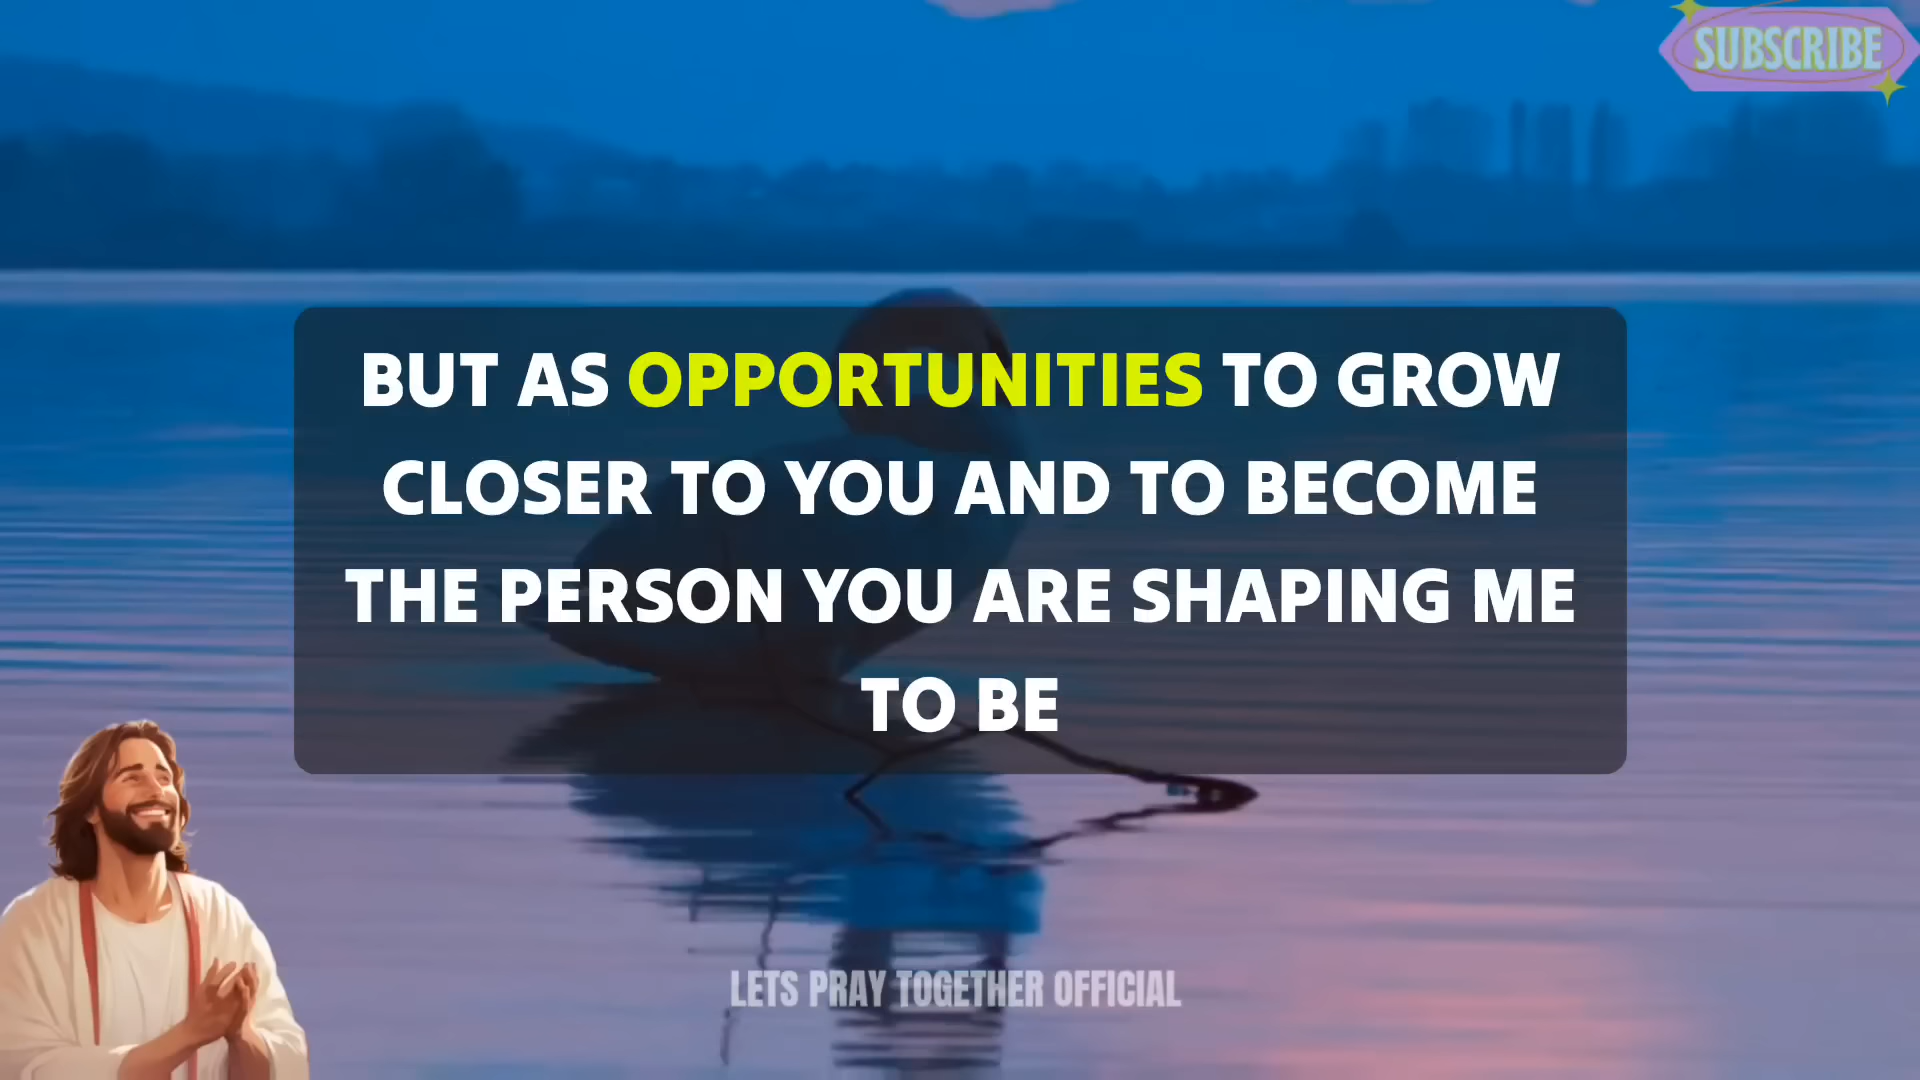 SUBSCRIBE
BUT AS OPPORTUNITIES TO GROW
CLOSER TO YOU AND TO BECOME
THE PERSON YOU ARE SHAPING ME
TO BE
LETS PRAY TOGETHER OFFICIAL